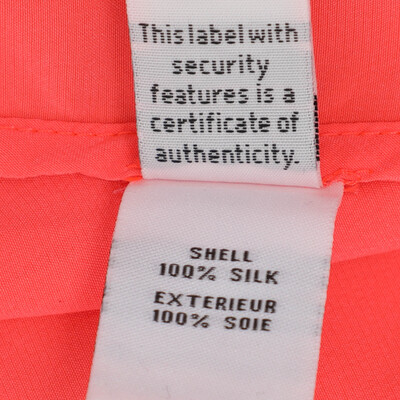 This label with
security
features is a
certificate of
authenticity.
SHELL
100% SILK
EXTERIEUR
100% SOIE